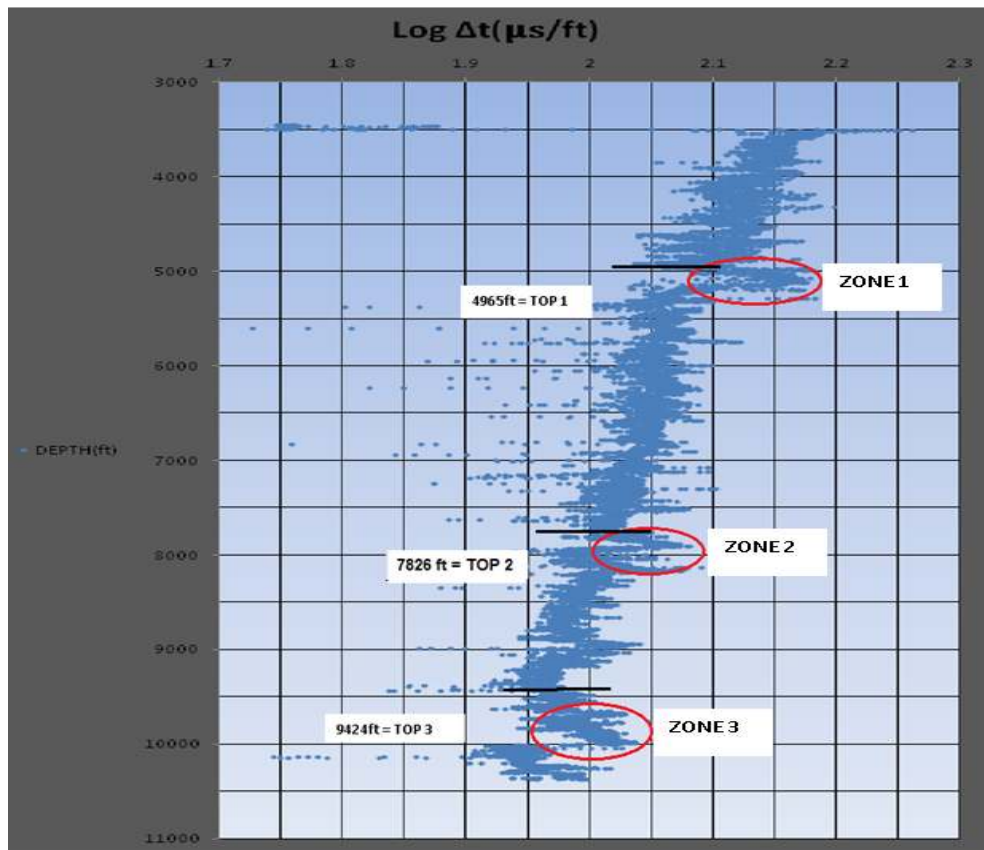 Log Δt(µs/ft)
1.7 1.8 1.9 2 2.1 2.2 2.3
3000
4000
5000
ZONE 1
4965ft = TOP 1
6000
DEPTH(ft)
7000
ZONE 2
8000
7826 ft = TOP 2
9000
9424ft = TOP 3
ZONE 3
10000
11000